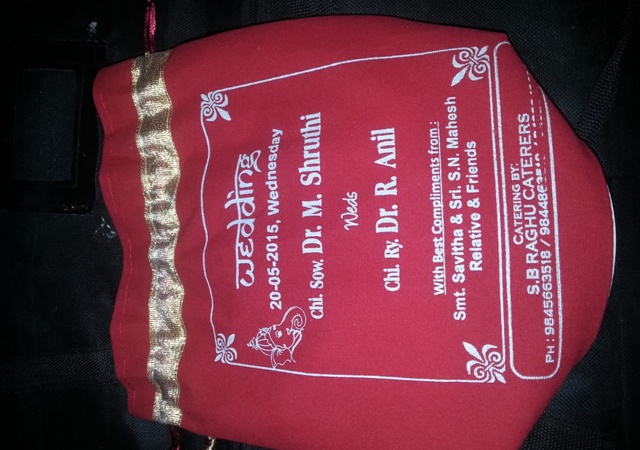 wedding
20-05-2015, Wednesday
Chi. Sow. Dr. M. Shruthi
Weds
Chi. Ry. Dr. R. Anil
With Best Compliments from :
Smt. Savitha & Sri. S.N. Mahesh
Relative & Friends
CATERING BY:
S.B RAGHU CATERERS
PH : 9845663518 /